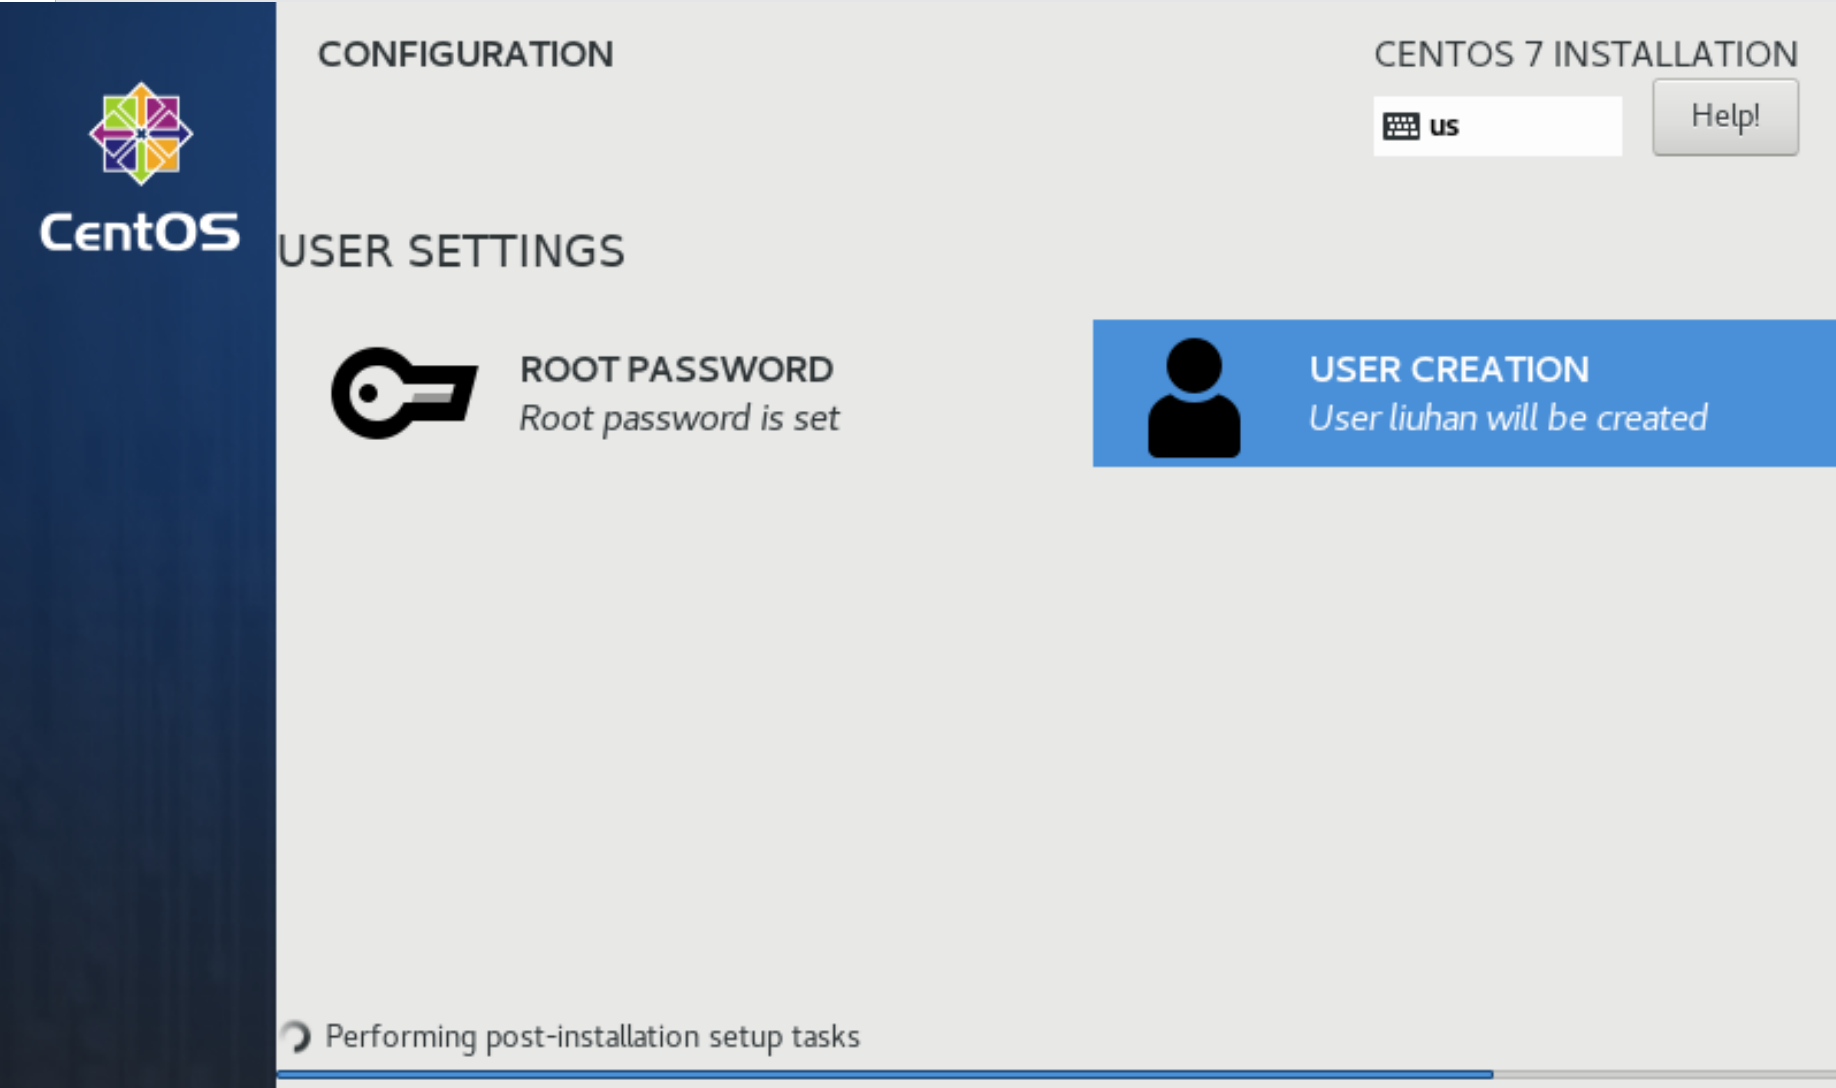 CONFIGURATION
CENTOS 7 INSTALLATION
us
Help!
CentOS
USER SETTINGS
ROOT PASSWORD
Root password is set
USER CREATION
User liuhan will be created
Performing post-installation setup tasks